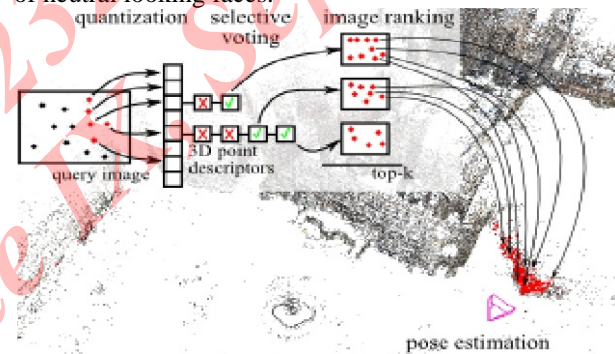 of neutral looking faces.
quantization selective image ranking
voting
3D point
descriptors
query image
top-k
pose estimation